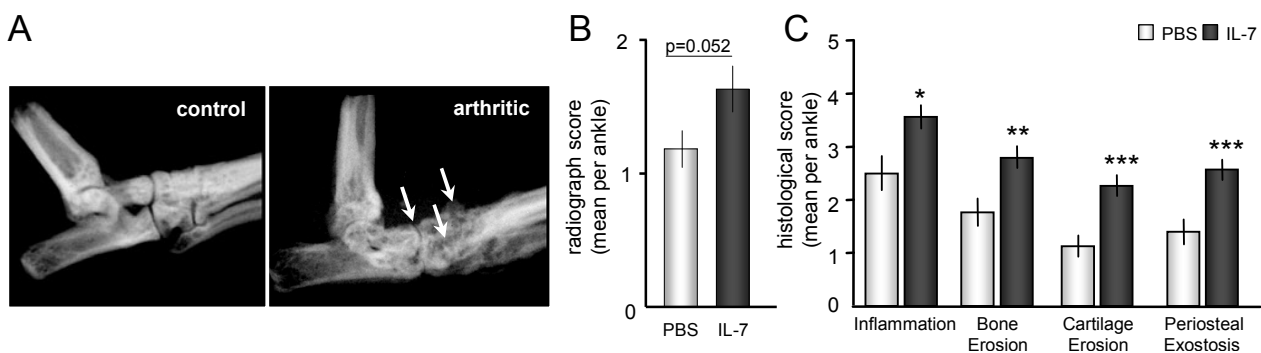 A
control
arthritic
B
radiograph score
(mean per ankle)
2
1
0
p=0.052
PBS
IL-7
C
PBS
IL-7
histological score
(mean per ankle)
5
4
3
2
1
0
*
**
***
***
Inflammation
Bone
Erosion
Cartilage
Erosion
Periosteal
Exostosis